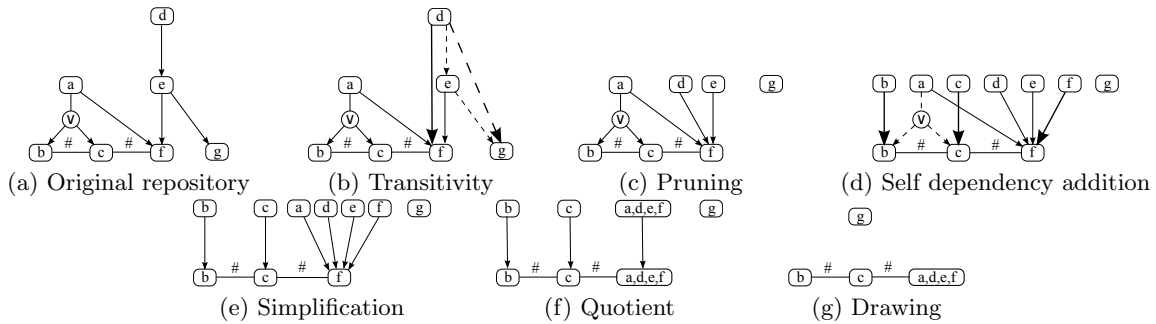 d
a e
V
b # c # f g
(a) Original repository
d
a e
V
b # c # f g
(b) Transitivity
a d e g
V
b # c # f
(c) Pruning
b a c d e f g
V
b # c # f
(d) Self dependency addition
b c a d e f g
b # c # f
(e) Simplification
b c a,d,e,f g
b # c # a,d,e,f
(f) Quotient
g
b # c # a,d,e,f
(g) Drawing